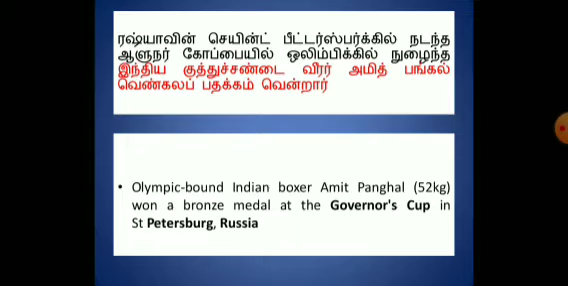 ரஷ்யாவின் செயின்ட் பீட்டர்ஸ்பர்க்கில் நடந்த
ஆளுநர் கோப்பையில் ஒலிம்பிக்கில் நுழைந்த
இந்திய குத்துச்சண்டை வீரர் அமித் பங்கல்
வெண்கலப் பதக்கம் வென்றார்
• Olympic-bound Indian boxer Amit Panghal (52kg)
won a bronze medal at the Governor's Cup in
St Petersburg, Russia